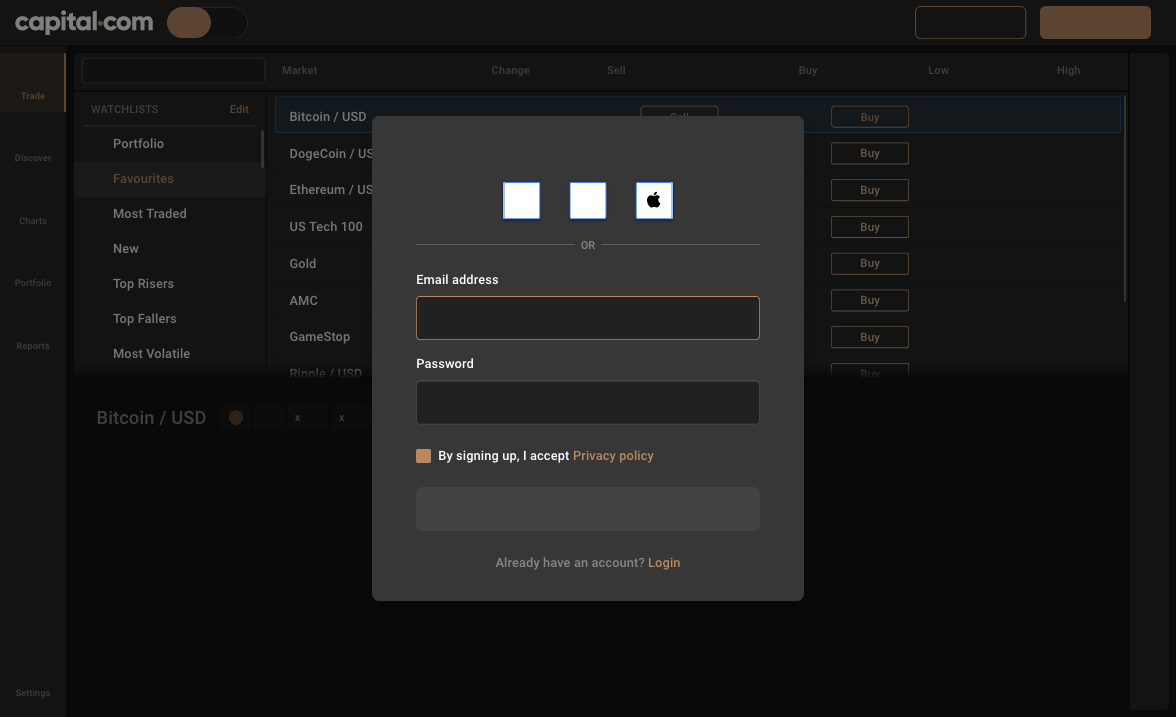 capital.com
Market Change Sell Buy Low High
Trade
WATCHLISTS Edit
Bitcoin / USD Sell Buy
Portfolio
DogeCoin / US Buy
Discover
Favourites
Ethereum / US Buy
Most Traded
Charts
US Tech 100 Buy
OR
New
Gold Buy
Email address
Portfolio
Top Risers
AMC Buy
Top Fallers
GameStop Buy
Reports
Most Volatile
Password
Ripple / USD Buy
Bitcoin / USD x x
By signing up, I accept Privacy policy
Already have an account? Login
Settings